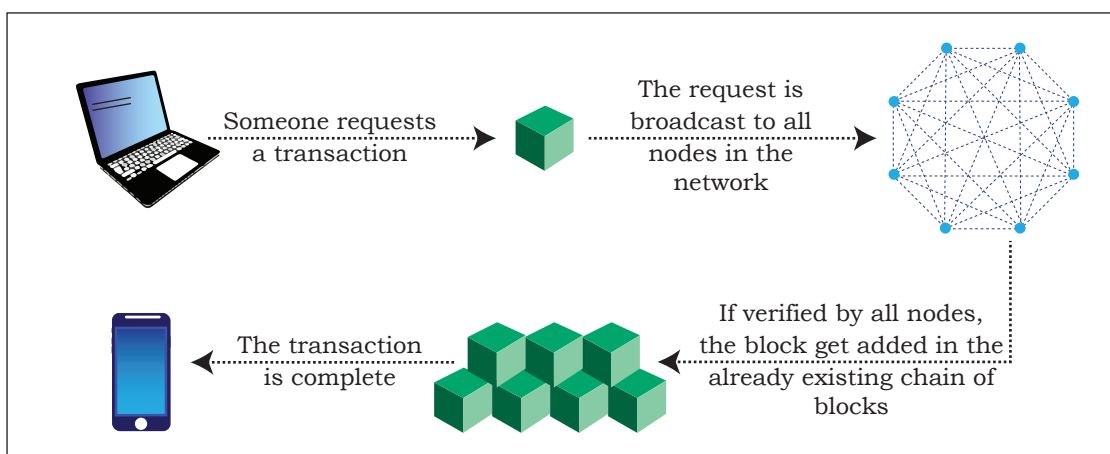 Someone requests
a transaction
The request is
broadcast to all
nodes in the
network
If verified by all nodes,
the block get added in the
already existing chain of
blocks
The transaction
is complete